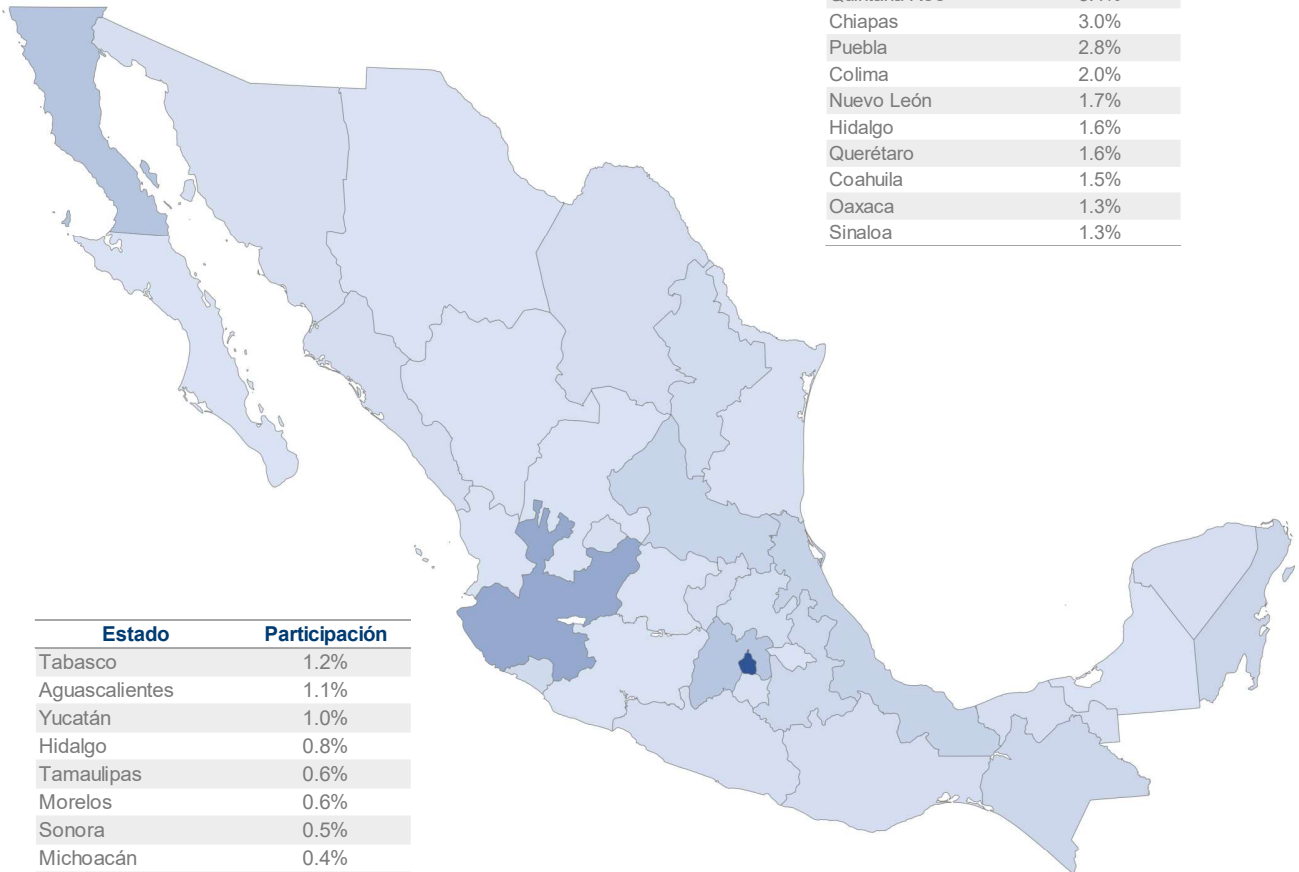 Chiapas 3.0%
Puebla 2.8%
Colima 2.0%
Nuevo León 1.7%
Hidalgo 1.6%
Querétaro 1.6%
Coahuila 1.5%
Oaxaca 1.3%
Sinaloa 1.3%
Estado Participación
Tabasco 1.2%
Aguascalientes 1.1%
Yucatán 1.0%
Hidalgo 0.8%
Tamaulipas 0.6%
Morelos 0.6%
Sonora 0.5%
Michoacán 0.4%